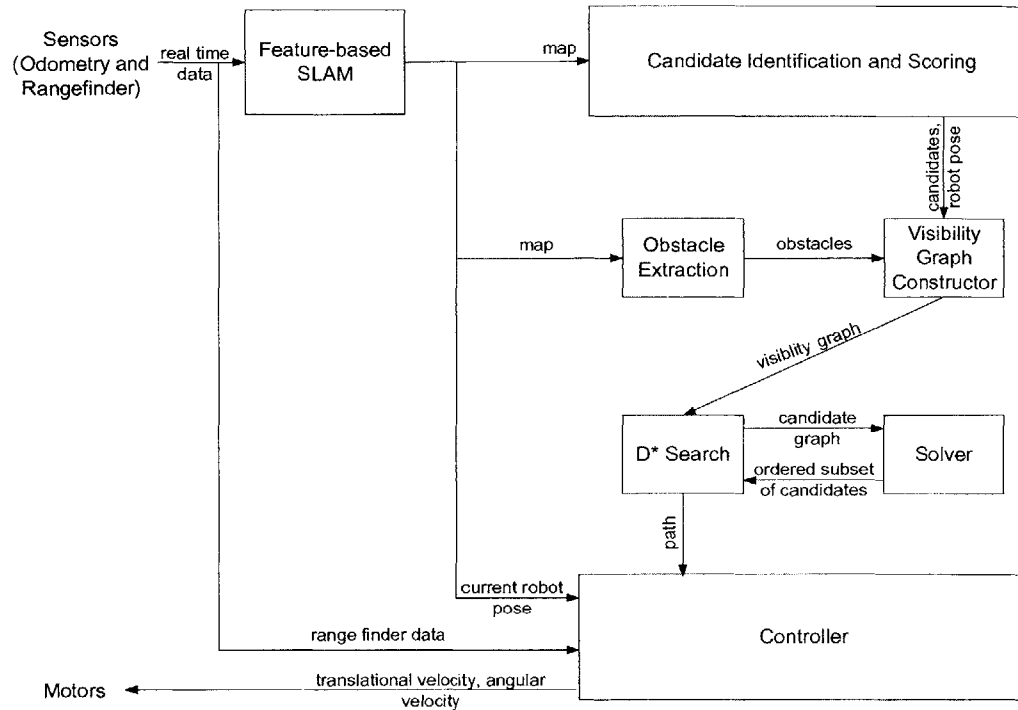 Sensors
(Odometry and
Rangefinder)
real time
data
Feature-based
SLAM
map
Candidate Identification and Scoring
candidates,
robot pose
map
Obstacle
Extraction
obstacles
Visibility
Graph
Constructor
visiblity graph
D* Search
candidate
graph
ordered subset
of candidates
Solver
path
current robot
pose
range finder data
Controller
translational velocity, angular
velocity
Motors